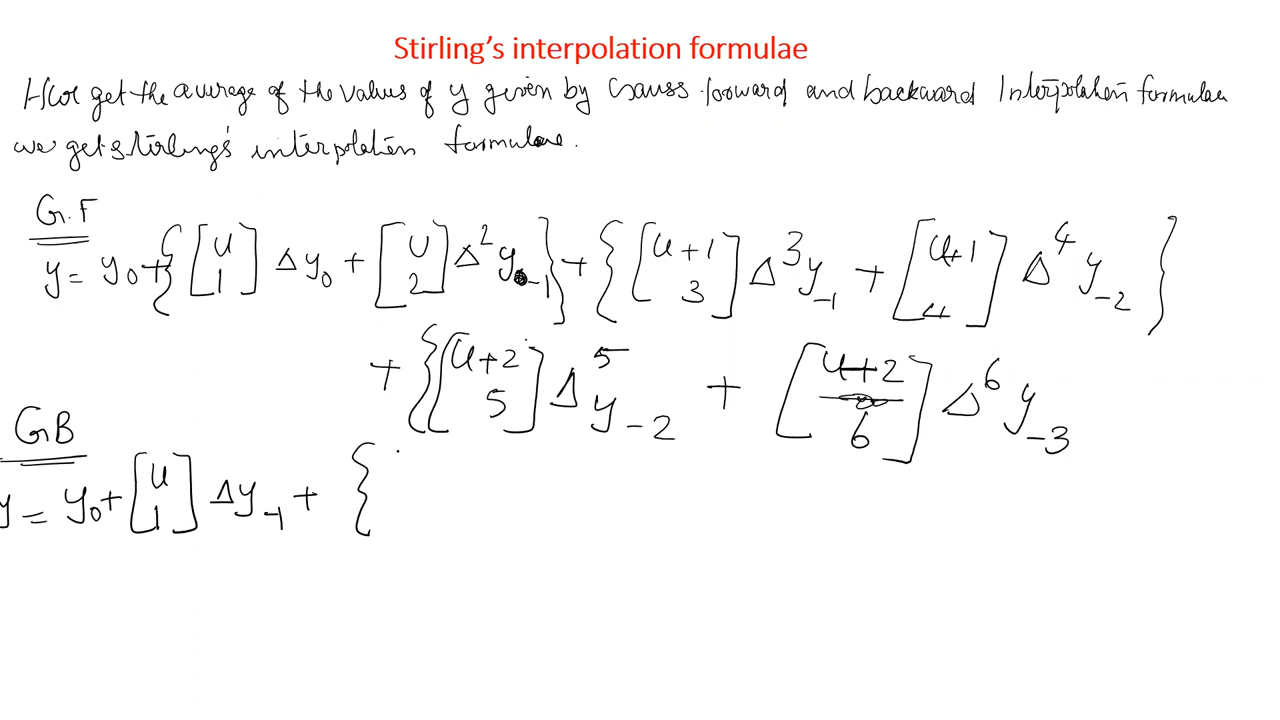 Stirling's interpolation formulae
get the average of the values of y given by Gauss forward and backward Interpolation formulae
we get stirling's interpolation formulae.
G.F
y = y₀ + { [u 1] Δy₀ + [u 2] Δ²y₋₁ } + { [u+1 3] Δ³y₋₁ + [u+1 4] Δ⁴y₋₂ }
+ { [u+2 5] Δ⁵y₋₂ + [u+2 6] Δ⁶y₋₃
GB
y = y₀ + [u 1] Δy₋₁ + {